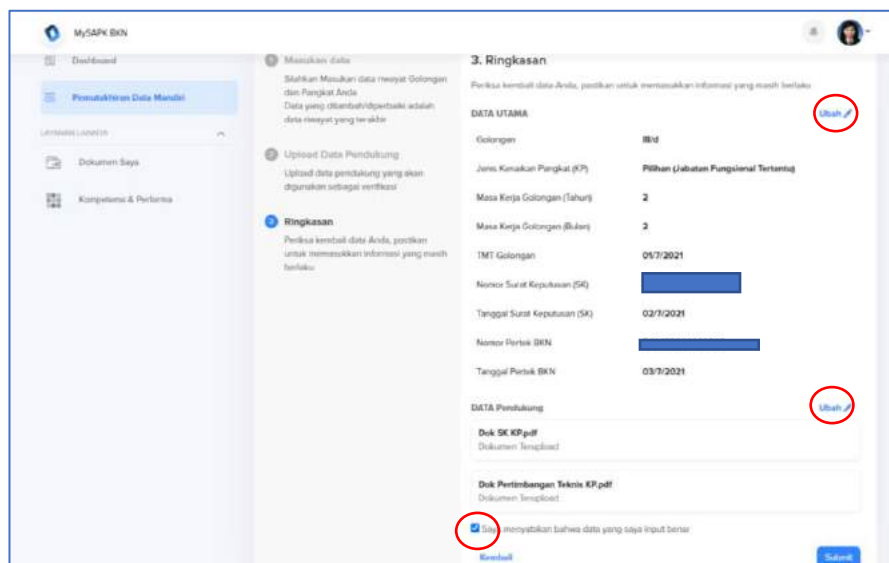 MySAPK BKN
Dashboard
Pemutakhiran Data Mandiri
LAYANAN LAINNYA
Dokumen Saya
Kompetensi & Performa
1 Masukan data
Silahkan Masukan data riwayat Golongan
dan Pangkat Anda
Data yang ditambah/diperbaiki adalah
data riwayat yang terakhir
2 Upload Data Pendukung
Upload data pendukung yang akan
digunakan sebagai verifikasi
3 Ringkasan
Periksa kembali data Anda, pastikan
untuk memasukkan informasi yang masih
berlaku
3. Ringkasan
Periksa kembali data Anda, pastikan untuk memasukkan informasi yang masih berlaku
DATA UTAMA Ubah
Golongan III/d
Jenis Kenaikan Pangkat (KP) Pilihan (Jabatan Fungsional Tertentu)
Masa Kerja Golongan (Tahun) 2
Masa Kerja Golongan (Bulan) 2
TMT Golongan 01/7/2021
Nomor Surat Keputusan (SK)
Tanggal Surat Keputusan (SK) 02/7/2021
Nomor Pertek BKN
Tanggal Pertek BKN 03/7/2021
DATA Pendukung Ubah
Dok SK KP.pdf
Dokumen Terupload
Dok Pertimbangan Teknis KP.pdf
Dokumen Terupload
Saya menyatakan bahwa data yang saya input benar
Kembali Submit